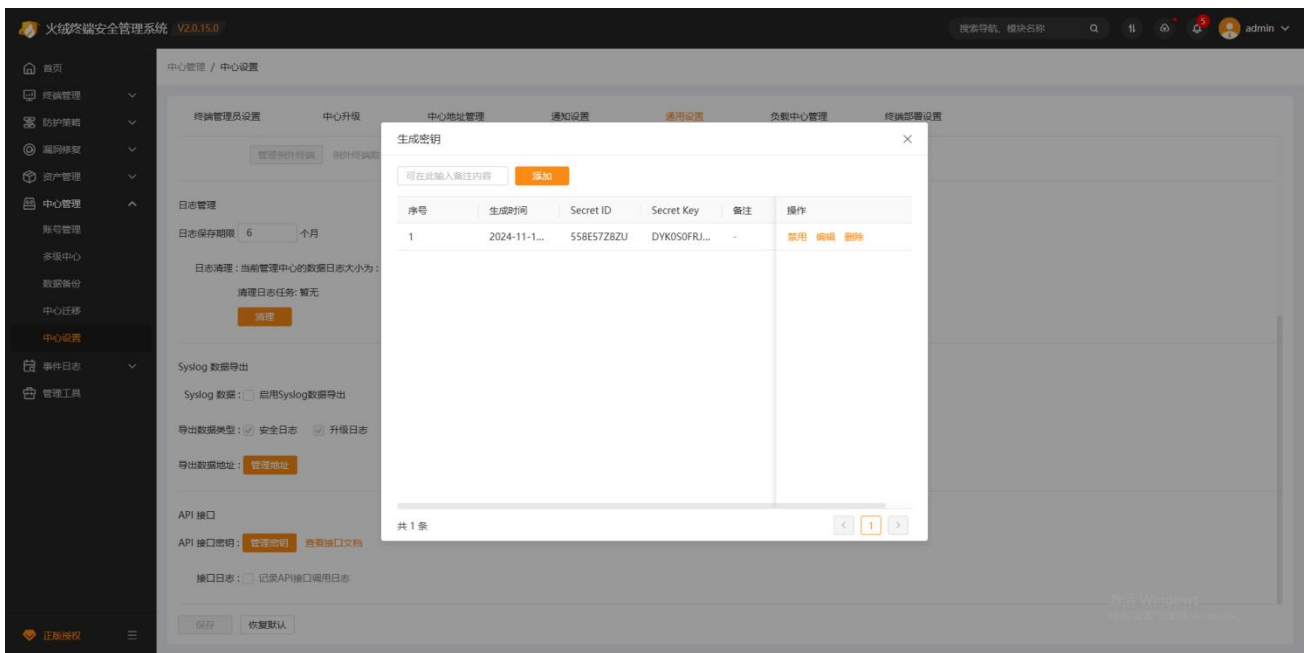 火绒终端安全管理系统 V2.0.15.0
搜索导航、模块名称
5
admin
首页
终端管理
防护策略
漏洞修复
资产管理
中心管理
账号管理
多级中心
数据备份
中心迁移
中心设置
事件日志
管理工具
正版授权
中心管理 / 中心设置
终端管理员设置 中心升级 中心地址管理 通知设置 通用设置 负载中心管理 终端部署设置
管理例外终端 例外终端数
日志管理
日志保存期限 6 个月
日志清理：当前管理中心的数据日志大小为：
清理日志任务: 暂无
清理
Syslog 数据导出
Syslog 数据： 启用Syslog数据导出
导出数据类型： 安全日志 升级日志
导出数据地址： 管理地址
API 接口
API 接口密钥： 管理密钥 查看接口文档
接口日志： 记录API接口调用日志
保存 恢复默认
生成密钥
可在此输入备注内容 添加
序号 生成时间 Secret ID Secret Key 备注 操作
1 2024-11-1... 558E57Z8ZU DYK0S0FRJ... - 禁用 编辑 删除
共 1 条
1
激活 Windows